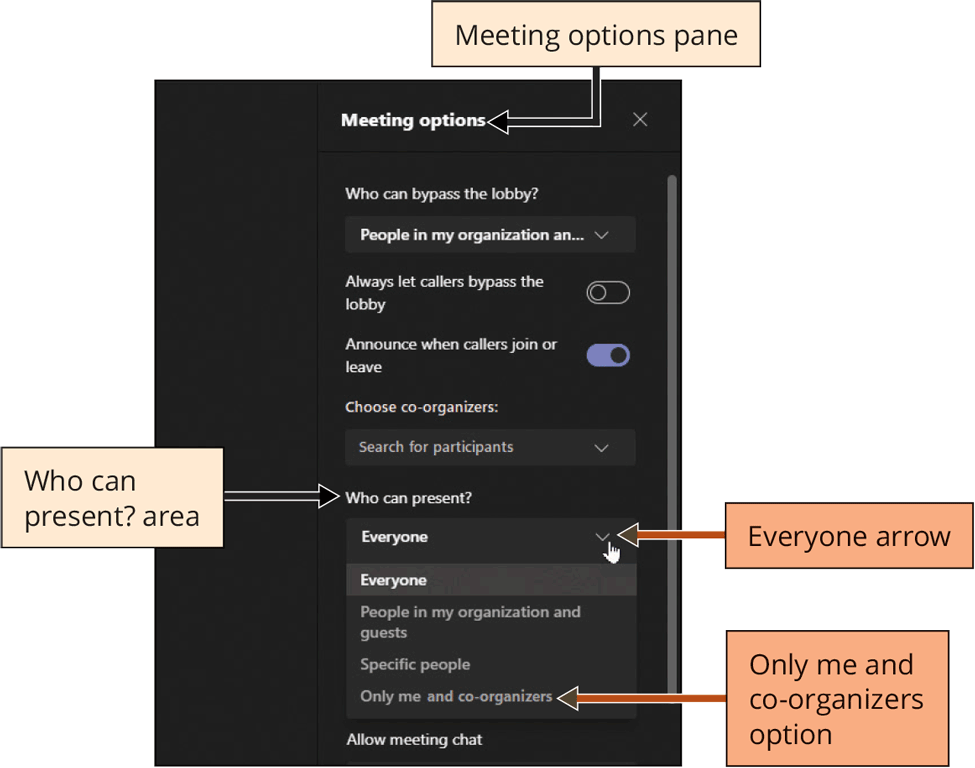 Meeting options pane
Meeting options
Who can bypass the lobby?
People in my organization an...
Always let callers bypass the
lobby
Announce when callers join or
leave
Choose co-organizers:
Search for participants
Who can
present? area
Who can present?
Everyone
Everyone arrow
Everyone
People in my organization and
guests
Specific people
Only me and co-organizers
Only me and
co-organizers
option
Allow meeting chat